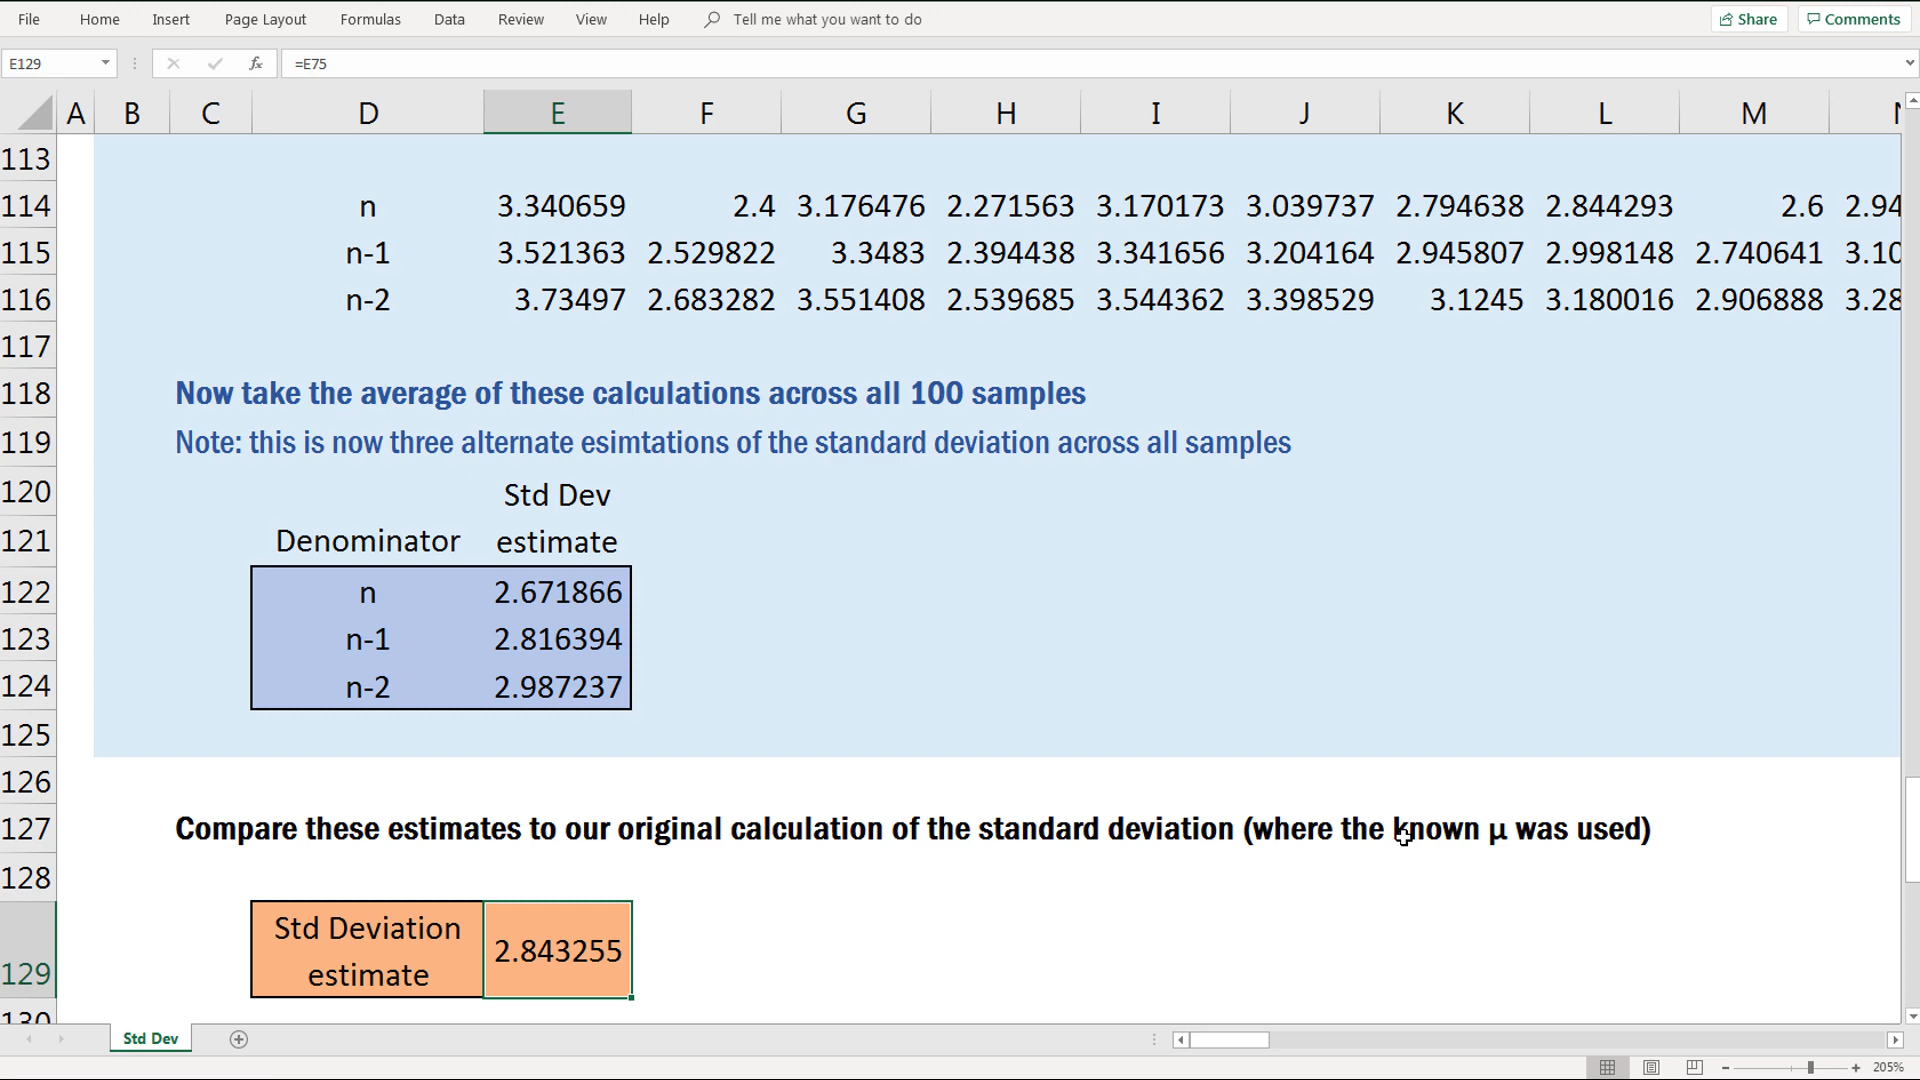 File Home Insert Page Layout Formulas Data Review View Help Tell me what you want to do Share Comments
E129 fx =E75
A B C D E F G H I J K L M
113
114 n 3.340659 2.4 3.176476 2.271563 3.170173 3.039737 2.794638 2.844293 2.6 2.94
115 n-1 3.521363 2.529822 3.3483 2.394438 3.341656 3.204164 2.945807 2.998148 2.740641 3.10
116 n-2 3.73497 2.683282 3.551408 2.539685 3.544362 3.398529 3.1245 3.180016 2.906888 3.28
117
118 Now take the average of these calculations across all 100 samples
119 Note: this is now three alternate esimtations of the standard deviation across all samples
120 Std Dev
121 Denominator estimate
122 n 2.671866
123 n-1 2.816394
124 n-2 2.987237
125
126
127 Compare these estimates to our original calculation of the standard deviation (where the known μ was used)
128
Std Deviation
129 estimate 2.843255
130
Std Dev
205%